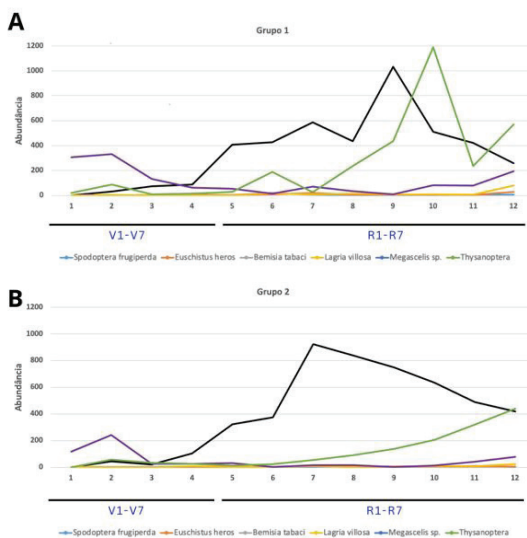 A
Grupo 1
1200
1000
800
600
400
200
0
Abundância
1 2 3 4 5 6 7 8 9 10 11 12
V1-V7 R1-R7
Spodoptera frugiperda Euschistus heros Bemisia tabaci Lagria villosa Megascelis sp. Thysanoptera
B
Grupo 2
1200
1000
800
600
400
200
0
Abundância
1 2 3 4 5 6 7 8 9 10 11 12
V1-V7 R1-R7
Spodoptera frugiperda Euschistus heros Bemisia tabaci Lagria villosa Megascelis sp. Thysanoptera